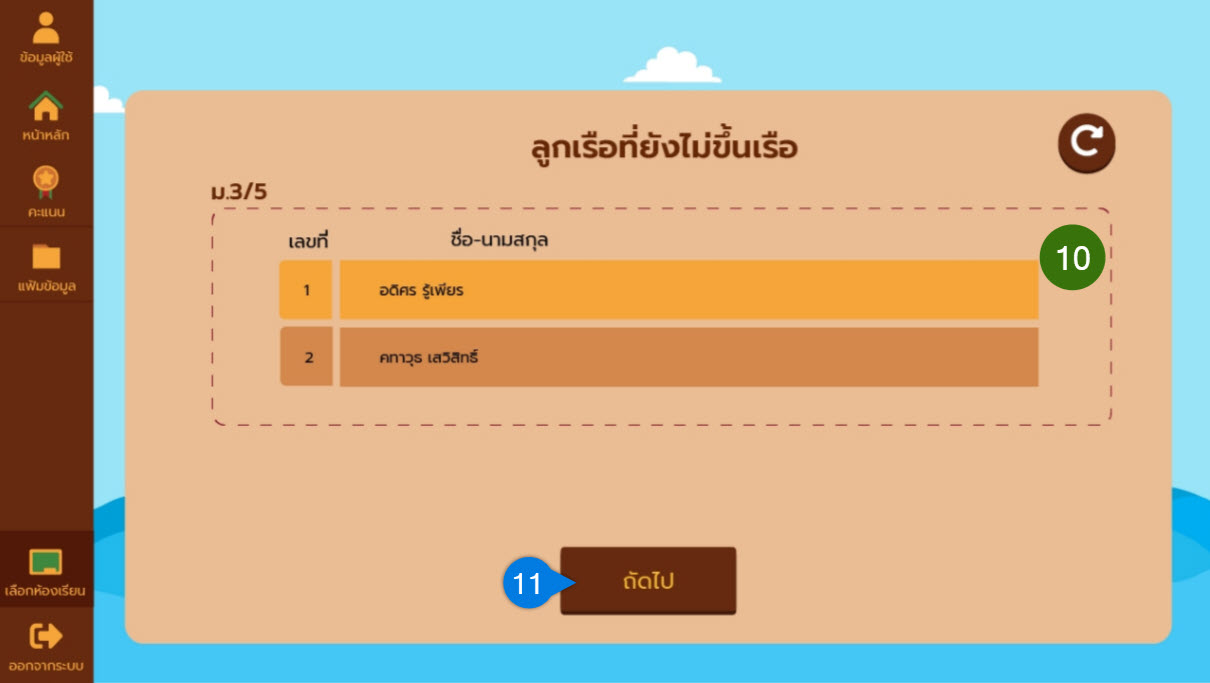 ข้อมูลผู้ใช้
หน้าหลัก
คะแนน
แฟ้มข้อมูล
เลือกห้องเรียน
ออกจากระบบ
ลูกเรือที่ยังไม่ขึ้นเรือ
ม.3/5
เลขที่ ชื่อ-นามสกุล
10
1 อดิศร รู้เพียร
2 คทาวุธ เสวิสิทธิ์
11 ถัดไป